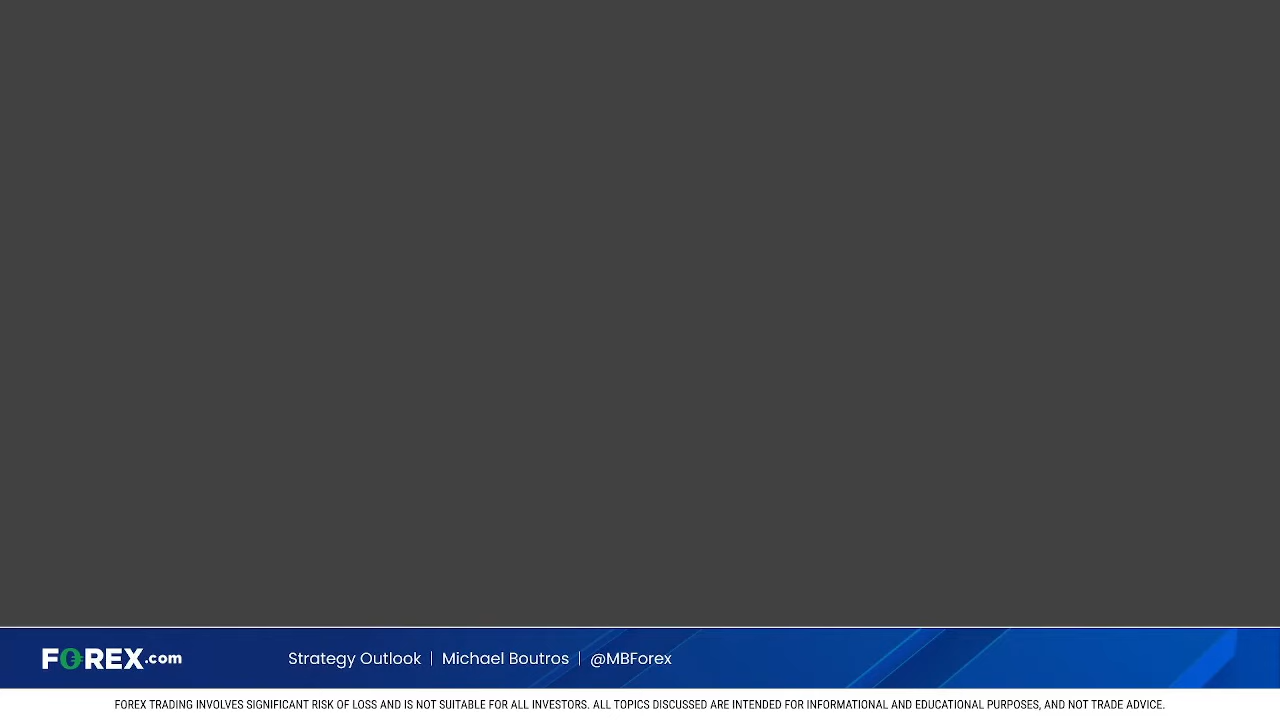 FOREX.com
Strategy Outlook | Michael Boutros | @MBForex
FOREX TRADING INVOLVES SIGNIFICANT RISK OF LOSS AND IS NOT SUITABLE FOR ALL INVESTORS. ALL TOPICS DISCUSSED ARE INTENDED FOR INFORMATIONAL AND EDUCATIONAL PURPOSES, AND NOT TRADE ADVICE.